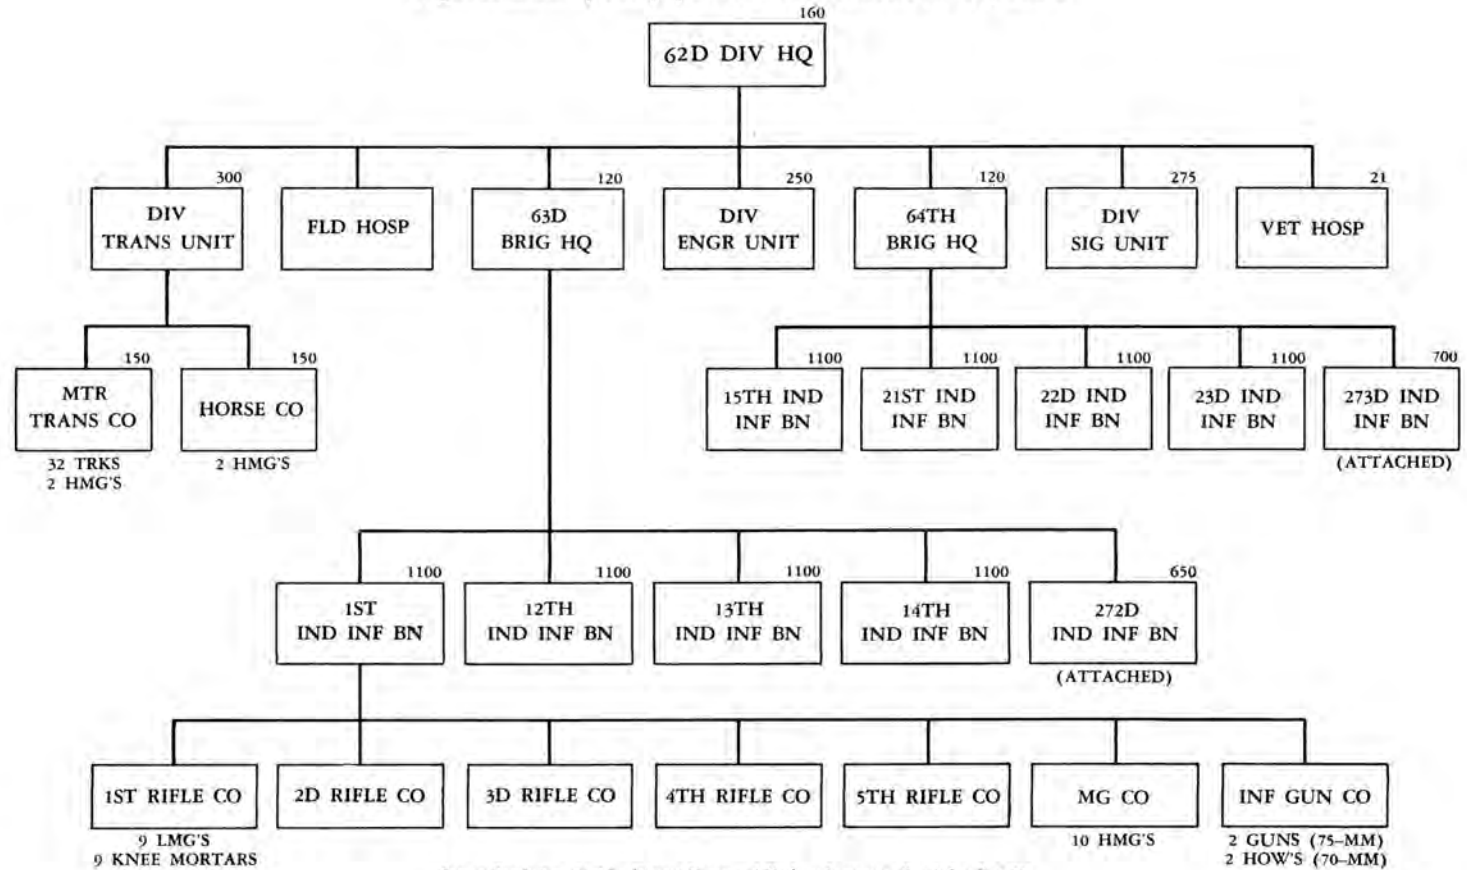 160
62D DIV HQ
300
DIV
TRANS UNIT
FLD HOSP
120
63D
BRIG HQ
250
DIV
ENGR UNIT
120
64TH
BRIG HQ
275
DIV
SIG UNIT
21
VET HOSP
150
MTR
TRANS CO
32 TRKS
2 HMG'S
150
HORSE CO
2 HMG'S
1100
15TH IND
INF BN
1100
21ST IND
INF BN
1100
22D IND
INF BN
1100
23D IND
INF BN
700
273D IND
INF BN
(ATTACHED)
1100
1ST
IND INF BN
1100
12TH
IND INF BN
1100
13TH
IND INF BN
1100
14TH
IND INF BN
650
272D
IND INF BN
(ATTACHED)
1ST RIFLE CO
9 LMG'S
9 KNEE MORTARS
2D RIFLE CO
3D RIFLE CO
4TH RIFLE CO
5TH RIFLE CO
MG CO
10 HMG'S
INF GUN CO
2 GUNS (75-MM)
2 HOW'S (70-MM)